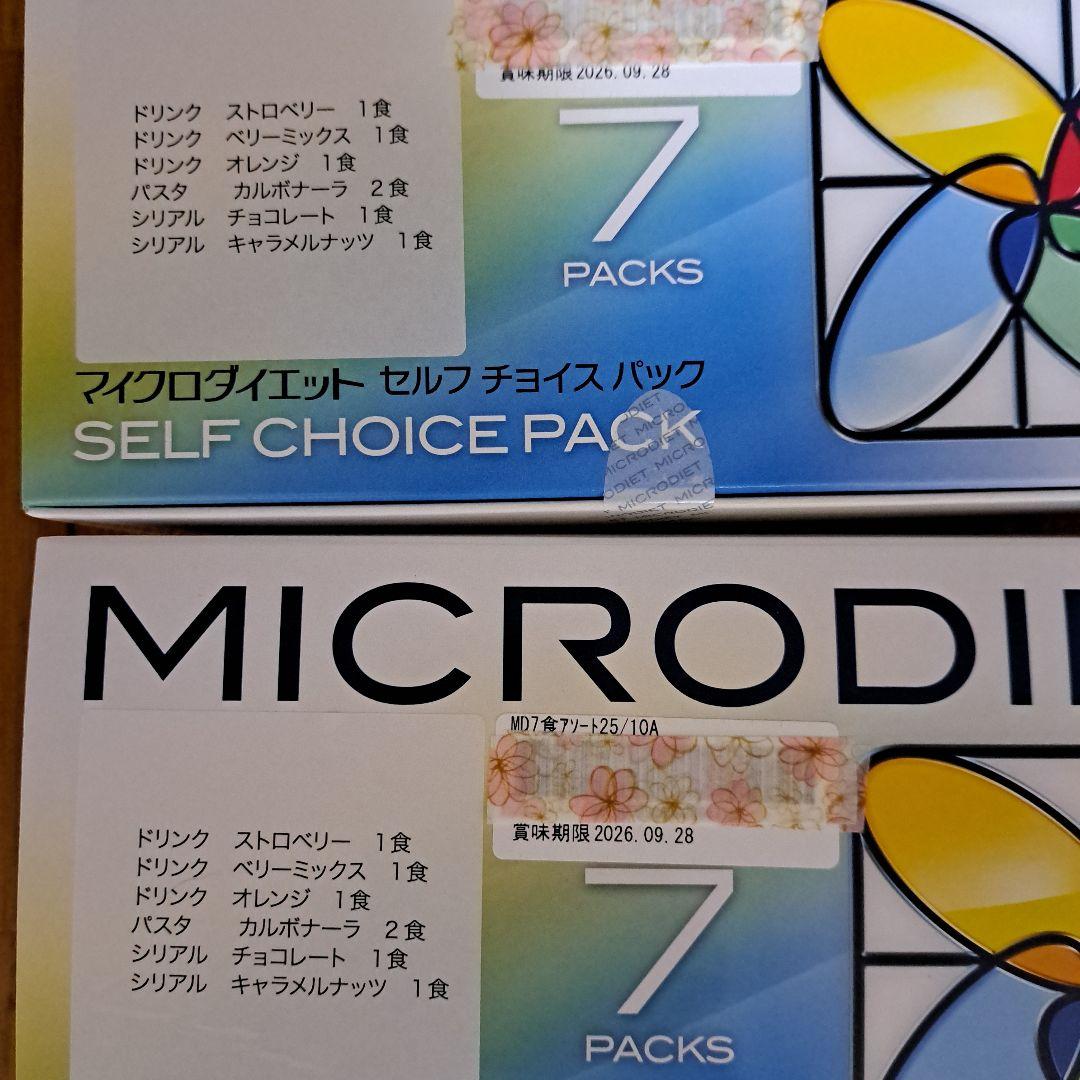 賞味期限2026.09.28
ドリンク ストロベリー 1食
ドリンク ベリーミックス 1食
ドリンク オレンジ 1食
パスタ カルボナーラ 2食
シリアル チョコレート 1食
シリアル キャラメルナッツ 1食
7
PACKS
マイクロダイエット セルフ チョイス パック
SELF CHOICE PACK
ODIET MICRO
MICRODIET
MICRODI
MD7食アソート25/10A
賞味期限2026.09.28
ドリンク ストロベリー 1食
ドリンク ベリーミックス 1食
ドリンク オレンジ 1食
パスタ カルボナーラ 2食
シリアル チョコレート 1食
シリアル キャラメルナッツ 1食
7
PACKS